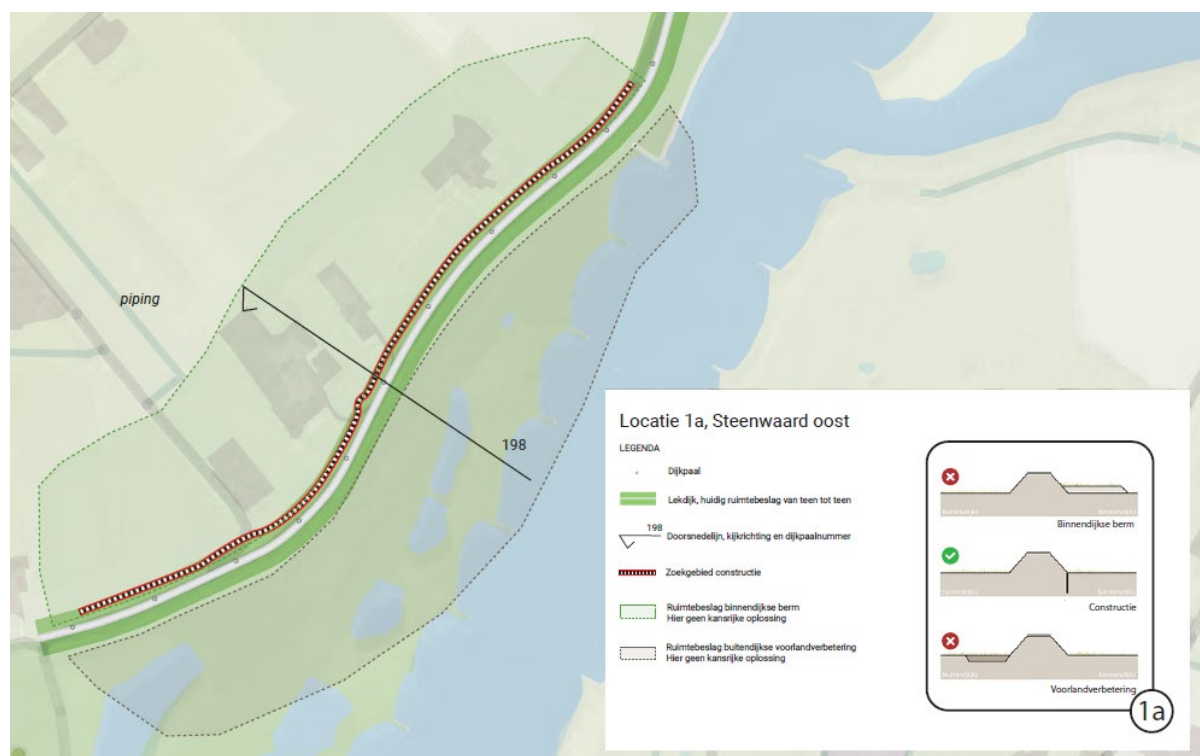 piping
198
Locatie 1a, Steenwaard oost
LEGENDA
Dijkpaal
Lekdijk, huidig ruimtebeslag van teen tot teen
198
Doorsnedelijn, kijkrichting en dijkpaalnummer
Zoekgebied constructie
Ruimtebeslag binnendijkse berm
Hier geen kansrijke oplossing
Ruimtebeslag buitendijkse voorlandverbetering
Hier geen kansrijke oplossing
Binnendijkse berm
Constructie
Voorlandverbetering
1a